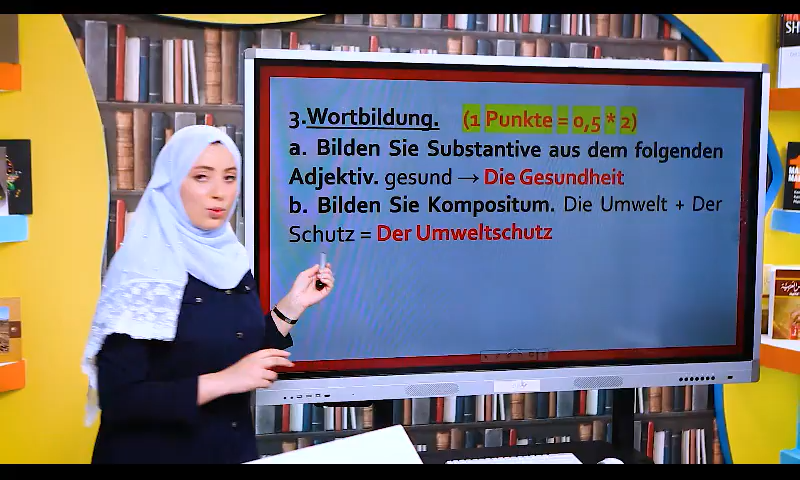 3.Wortbildung. (1 Punkte = 0,5 * 2)
a. Bilden Sie Substantive aus dem folgenden
Adjektiv. gesund → Die Gesundheit
b. Bilden Sie Kompositum. Die Umwelt + Der
Schutz = Der Umweltschutz